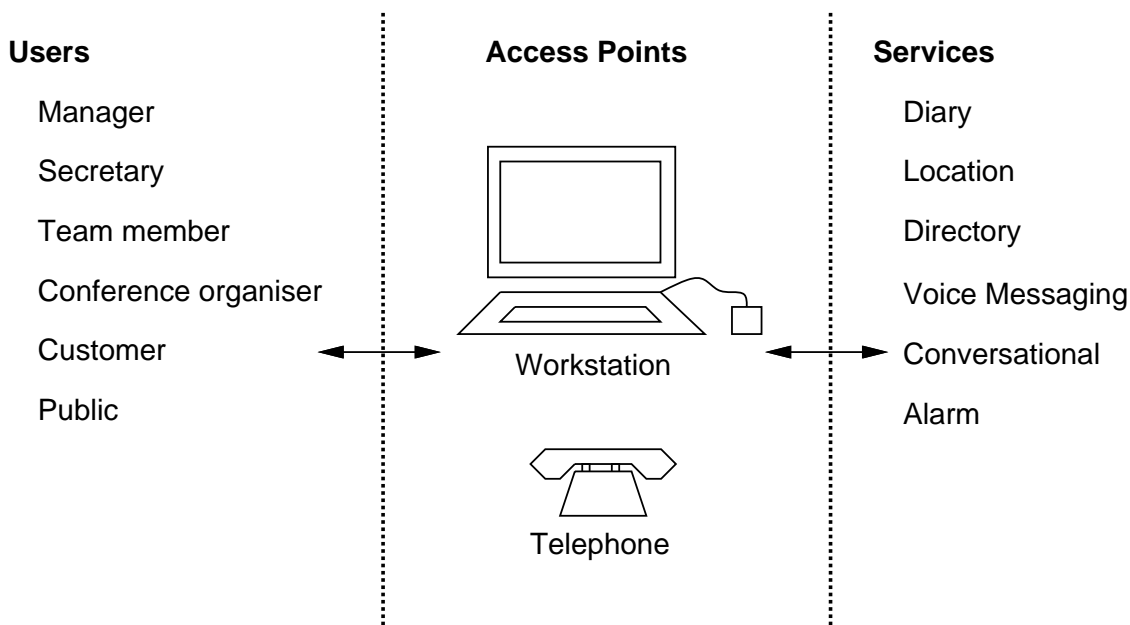 Users
Manager
Secretary
Team member
Conference organiser
Customer
Public
Access Points
Workstation
Telephone
Services
Diary
Location
Directory
Voice Messaging
Conversational
Alarm